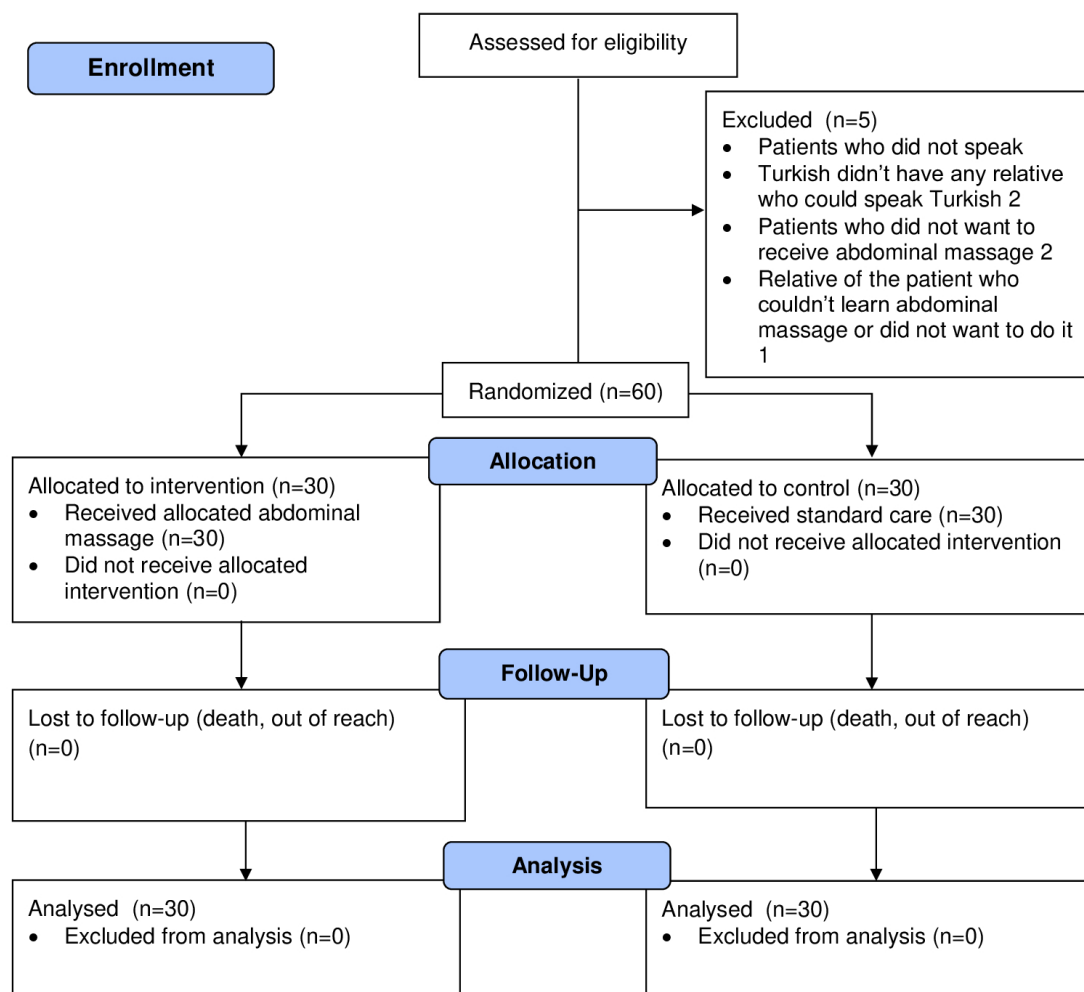 Assessed for eligibility
Enrollment
Excluded (n=5)
• Patients who did not speak
• Turkish didn’t have any relative
who could speak Turkish 2
• Patients who did not want to
receive abdominal massage 2
• Relative of the patient who
couldn’t learn abdominal
massage or did not want to do it
1
Randomized (n=60)
Allocation
Allocated to intervention (n=30)
• Received allocated abdominal
massage (n=30)
• Did not receive allocated
intervention (n=0)
Allocated to control (n=30)
• Received standard care (n=30)
• Did not receive allocated intervention
(n=0)
Follow-Up
Lost to follow-up (death, out of reach)
(n=0)
Lost to follow-up (death, out of reach)
(n=0)
Analysis
Analysed (n=30)
• Excluded from analysis (n=0)
Analysed (n=30)
• Excluded from analysis (n=0)